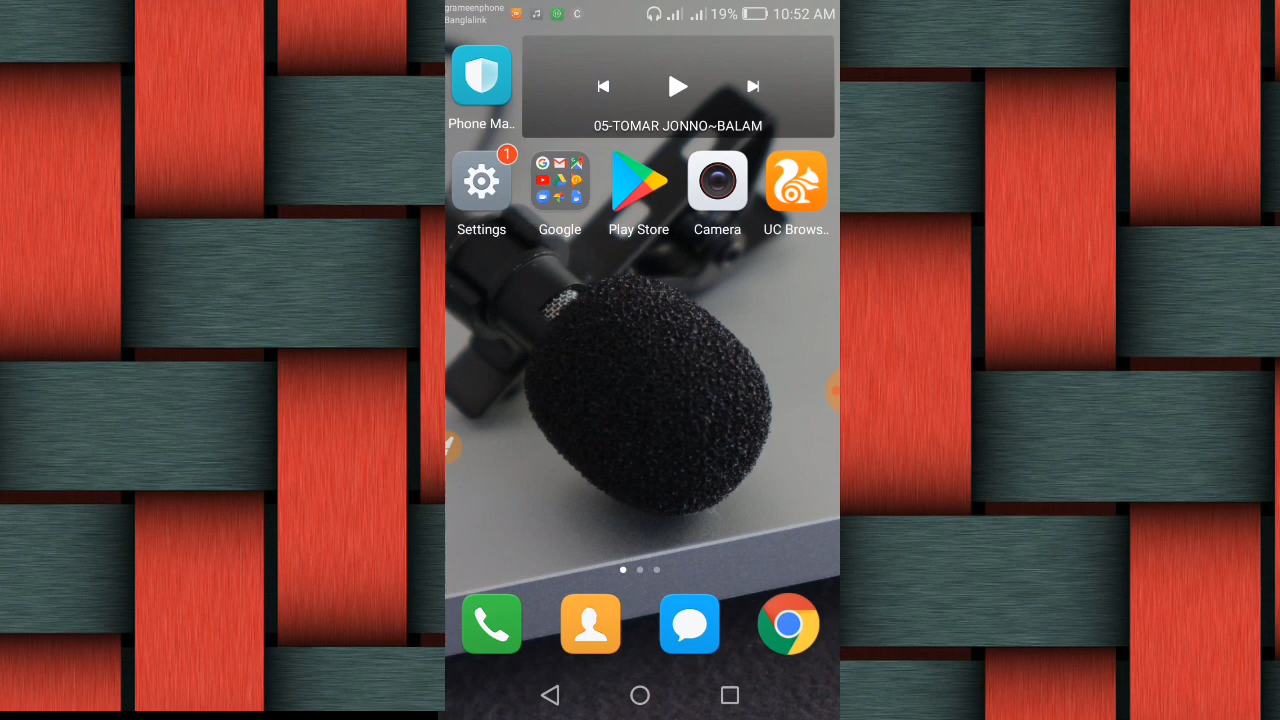 grameenphone
Banglalink
19%
10:52 AM
Phone Ma..
05-TOMAR JONNO~BALAM
1
Settings
Google
Play Store
Camera
UC Brows..